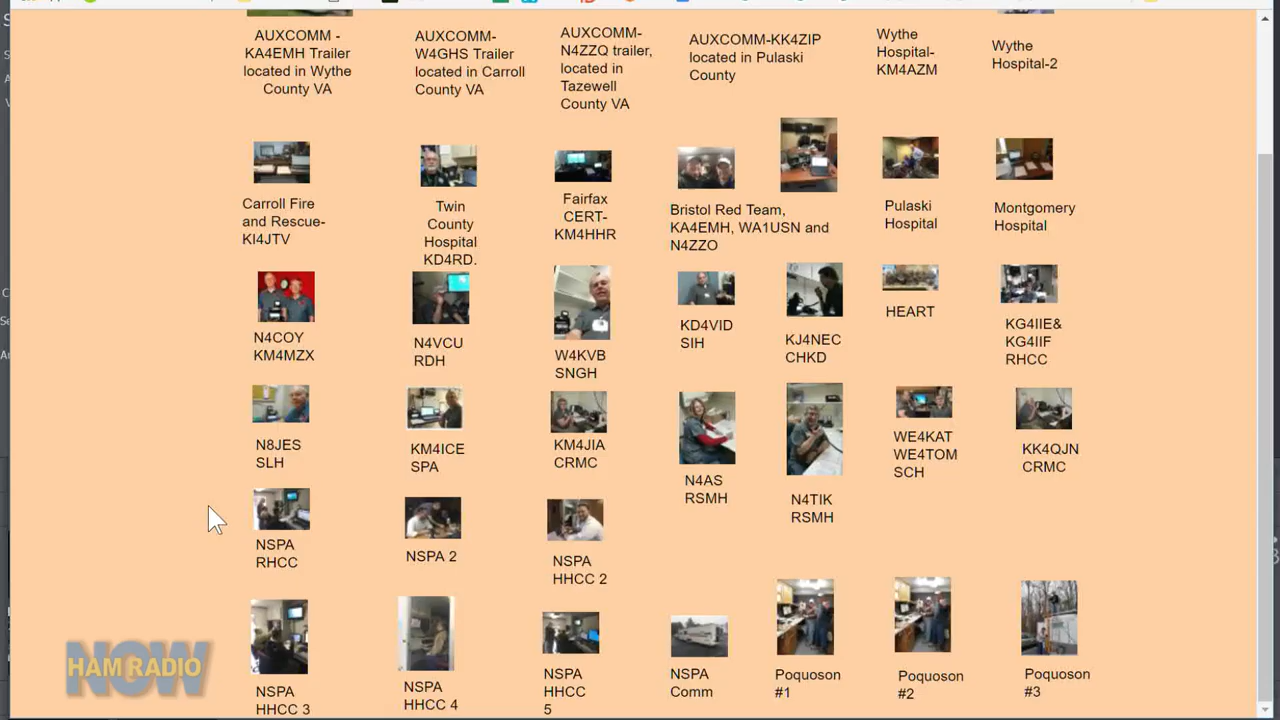 AUXCOMM -
KA4EMH Trailer
located in Wythe
County VA
AUXCOMM-
W4GHS Trailer
located in Carroll
County VA
AUXCOMM-
N4ZZQ trailer,
located in
Tazewell
County VA
AUXCOMM-KK4ZIP
located in Pulaski
County
Wythe
Hospital-
KM4AZM
Wythe
Hospital-2
Carroll Fire
and Rescue-
KI4JTV
Twin
County
Hospital
KD4RD.
Fairfax
CERT-
KM4HHR
Bristol Red Team,
KA4EMH, WA1USN and
N4ZZO
Pulaski
Hospital
Montgomery
Hospital
N4COY
KM4MZX
N4VCU
RDH
W4KVB
SNGH
KD4VID
SIH
KJ4NEC
CHKD
HEART
KG4IIE&
KG4IIF
RHCC
N8JES
SLH
KM4ICE
SPA
KM4JIA
CRMC
N4AS
RSMH
N4TIK
RSMH
WE4KAT
WE4TOM
SCH
KK4QJN
CRMC
NSPA
RHCC
NSPA 2
NSPA
HHCC 2
NSPA
HHCC 3
NSPA
HHCC 4
NSPA
HHCC
5
NSPA
Comm
Poquoson
#1
Poquoson
#2
Poquoson
#3
HAM RADIO
NOW